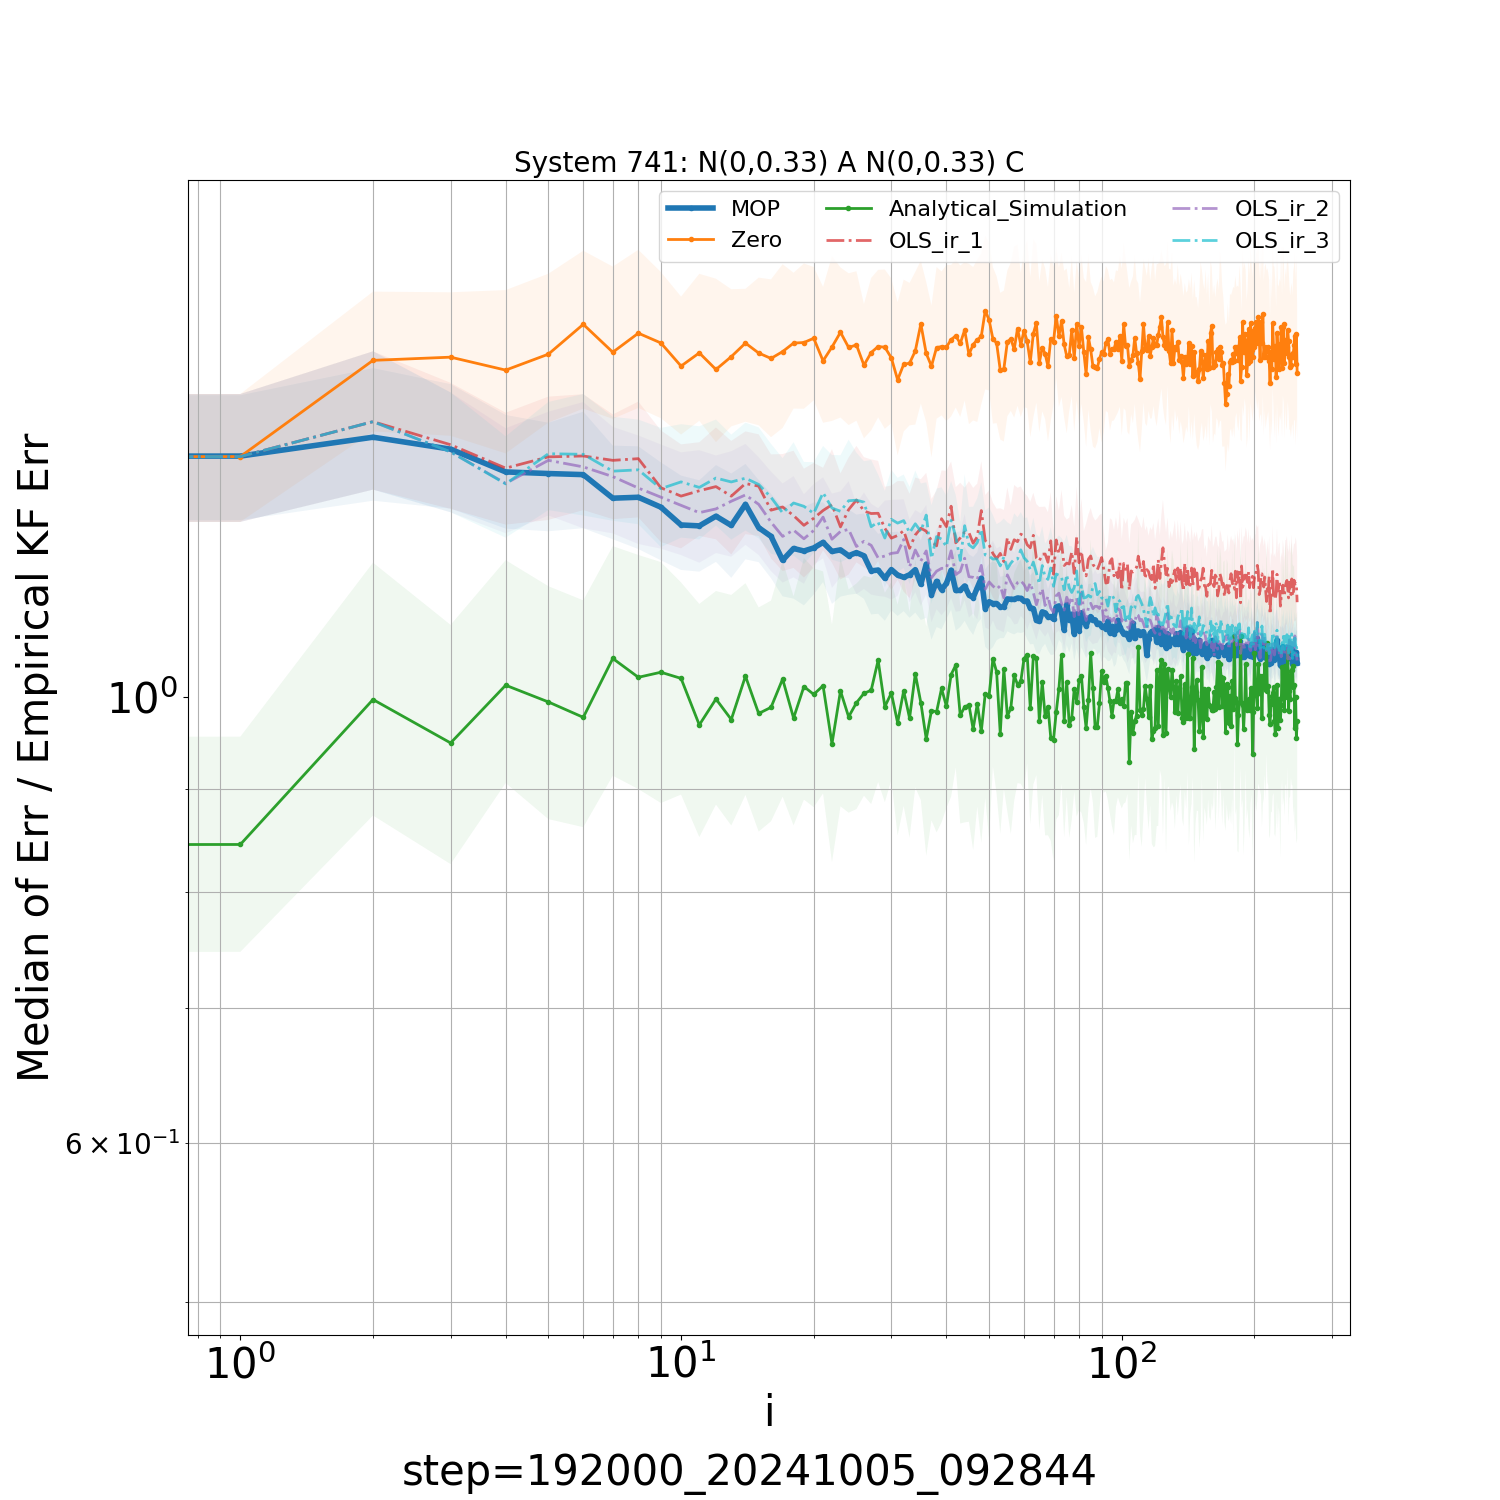 System 741: N(0,0.33) A N(0,0.33) C
MOP
Zero
Analytical_Simulation
OLS_ir_1
OLS_ir_2
OLS_ir_3
Median of Err / Empirical KF Err
10⁰
6 × 10⁻¹
10⁰ 10¹ 10²
i
step=192000_20241005_092844